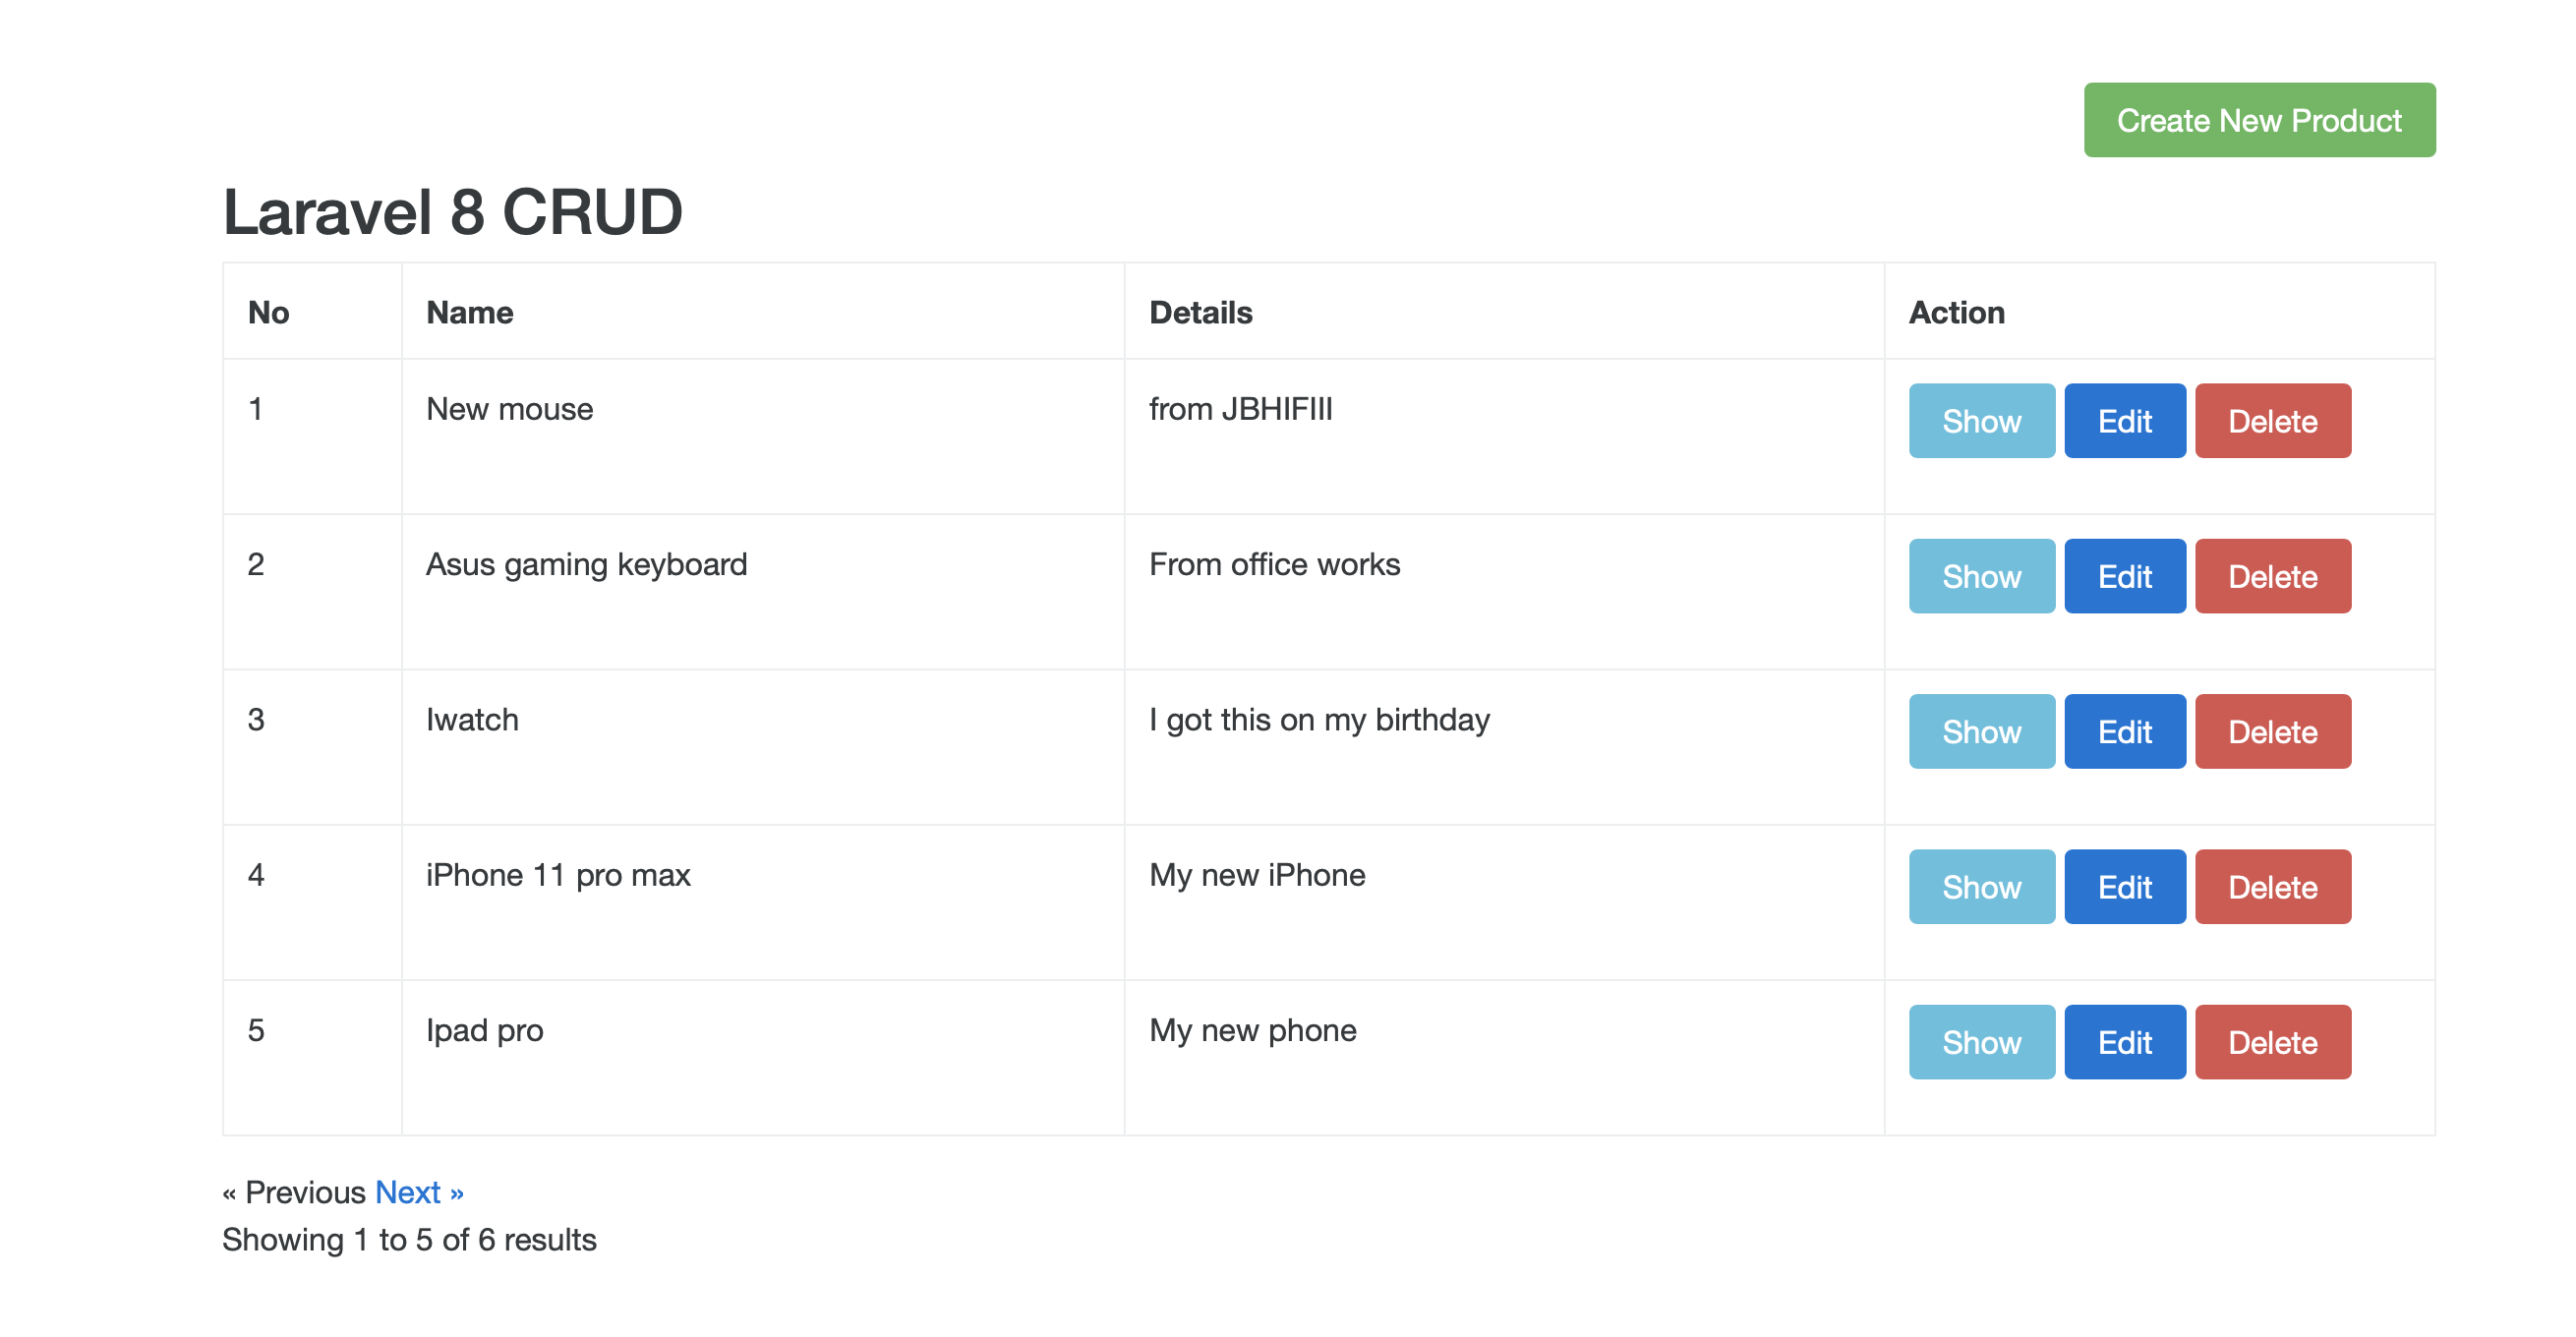 Create New Product
Laravel 8 CRUD
No Name Details Action
1 New mouse from JBHIFIII Show Edit Delete
2 Asus gaming keyboard From office works Show Edit Delete
3 Iwatch I got this on my birthday Show Edit Delete
4 iPhone 11 pro max My new iPhone Show Edit Delete
5 Ipad pro My new phone Show Edit Delete
« Previous Next »
Showing 1 to 5 of 6 results